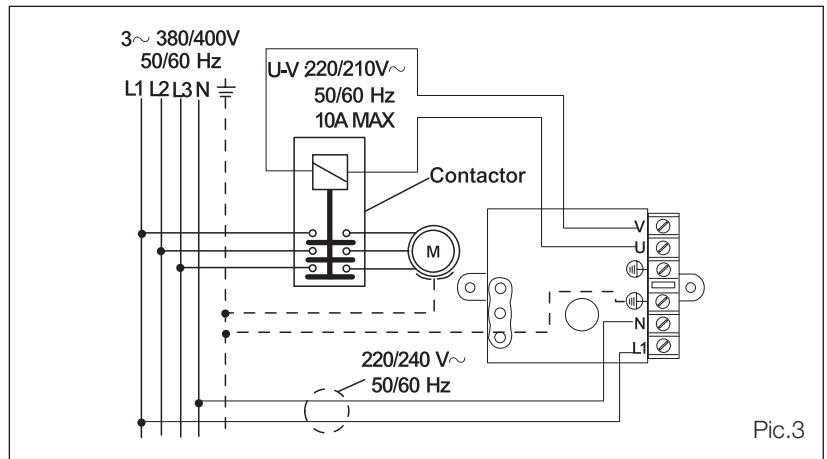 3~ 380/400V
50/60 Hz
L1 L2 L3 N
U-V :220/210V~
50/60 Hz
10A MAX
Contactor
M
V
U
N
L1
220/240 V~
50/60 Hz
Pic.3